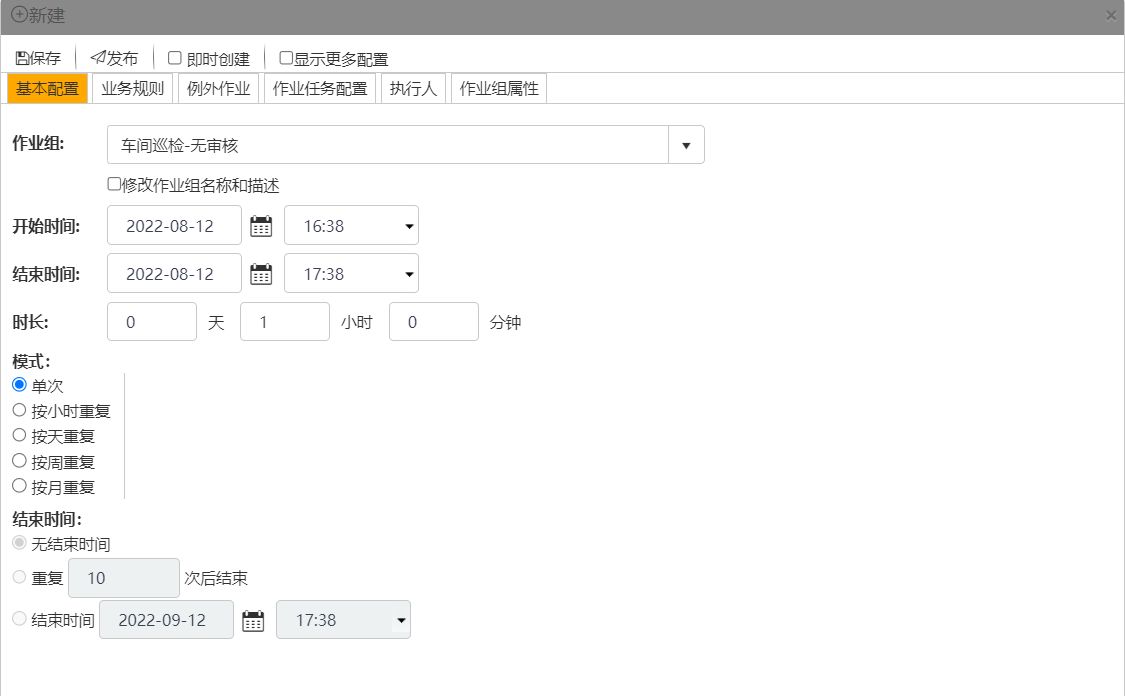 新建
保存 发布 即时创建 显示更多配置
基本配置 业务规则 例外作业 作业任务配置 执行人 作业组属性
作业组: 车间巡检-无审核
修改作业组名称和描述
开始时间: 2022-08-12 16:38
结束时间: 2022-08-12 17:38
时长: 0 天 1 小时 0 分钟
模式:
单次
按小时重复
按天重复
按周重复
按月重复
结束时间:
无结束时间
重复 10 次后结束
结束时间 2022-09-12 17:38